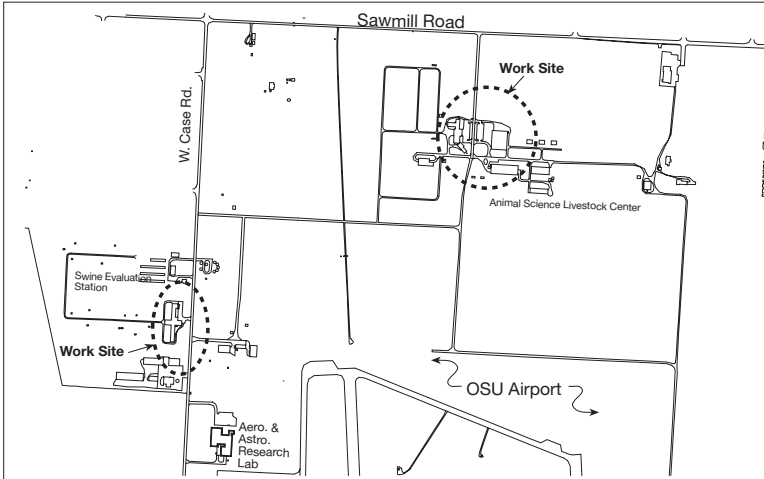 Sawmill Road
Work Site
W. Case Rd.
Animal Science Livestock Center
Swine Evaluation
Station
Work Site
OSU Airport
Aero. &
Astro.
Research
Lab